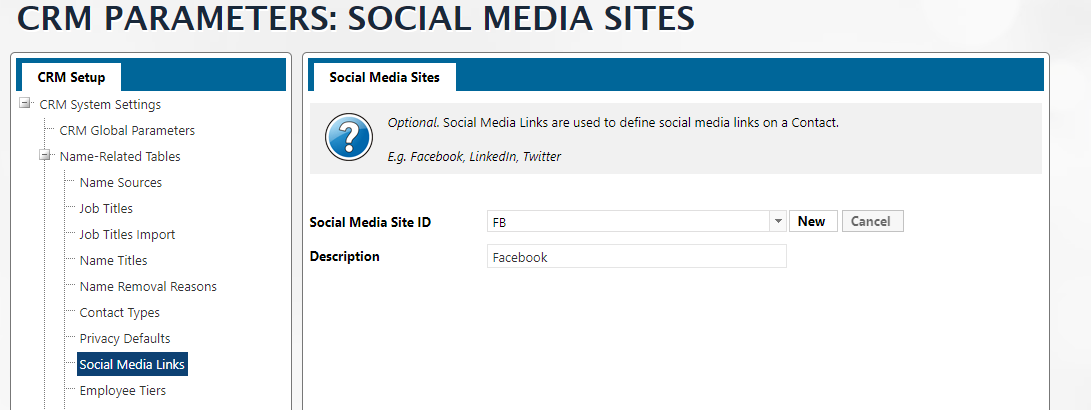 CRM PARAMETERS: SOCIAL MEDIA SITES
CRM Setup
CRM System Settings
CRM Global Parameters
Name-Related Tables
Name Sources
Job Titles
Job Titles Import
Name Titles
Name Removal Reasons
Contact Types
Privacy Defaults
Social Media Links
Employee Tiers
Social Media Sites
Optional. Social Media Links are used to define social media links on a Contact.
E.g. Facebook, LinkedIn, Twitter
Social Media Site ID FB New Cancel
Description Facebook